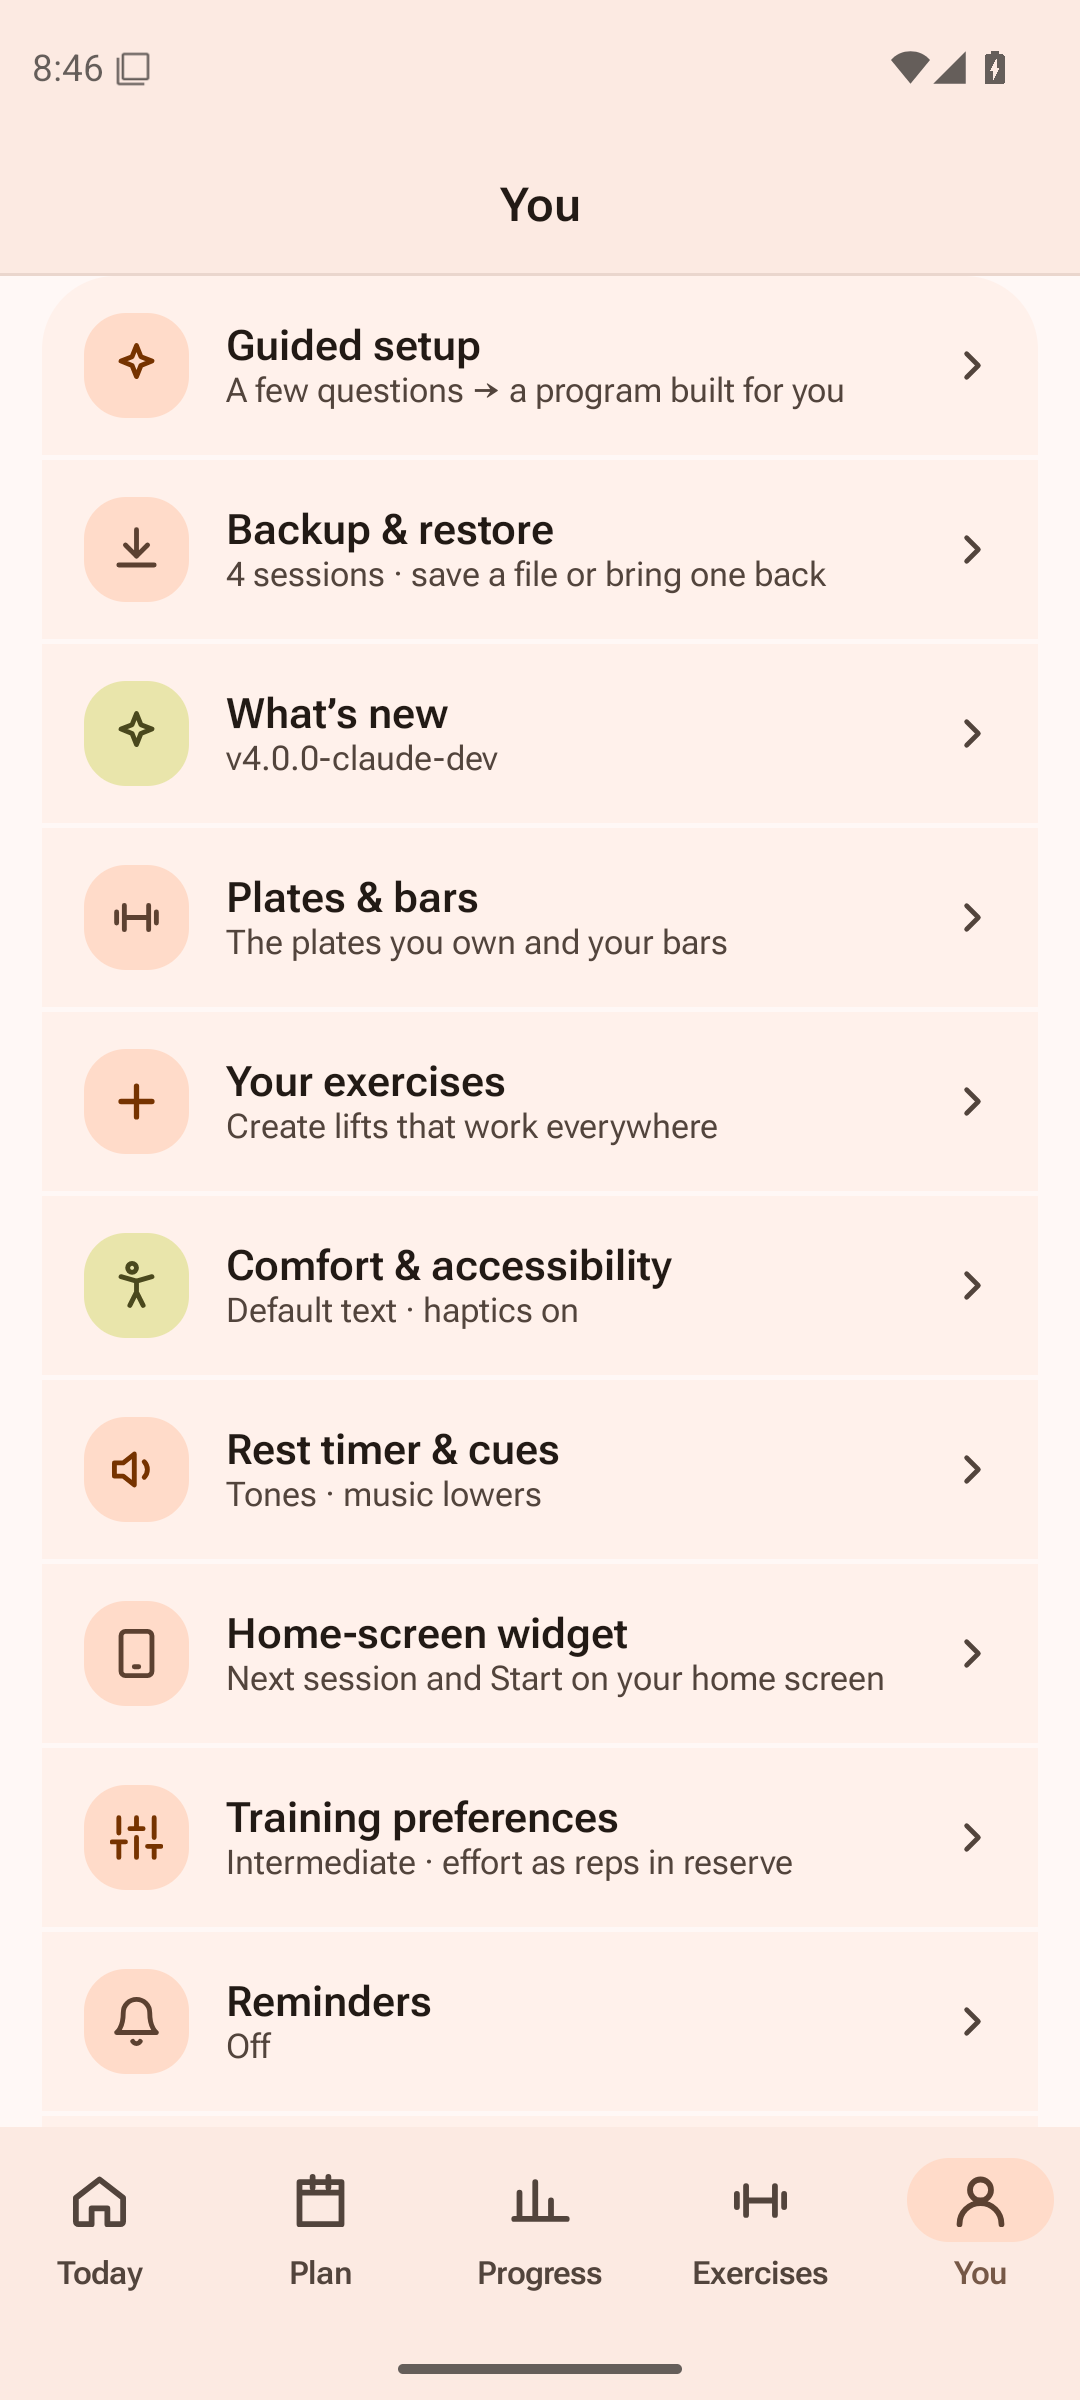 8:46
You
Guided setup
A few questions → a program built for you
Backup & restore
4 sessions · save a file or bring one back
What’s new
v4.0.0-claude-dev
Plates & bars
The plates you own and your bars
Your exercises
Create lifts that work everywhere
Comfort & accessibility
Default text · haptics on
Rest timer & cues
Tones · music lowers
Home-screen widget
Next session and Start on your home screen
Training preferences
Intermediate · effort as reps in reserve
Reminders
Off
Today
Plan
Progress
Exercises
You